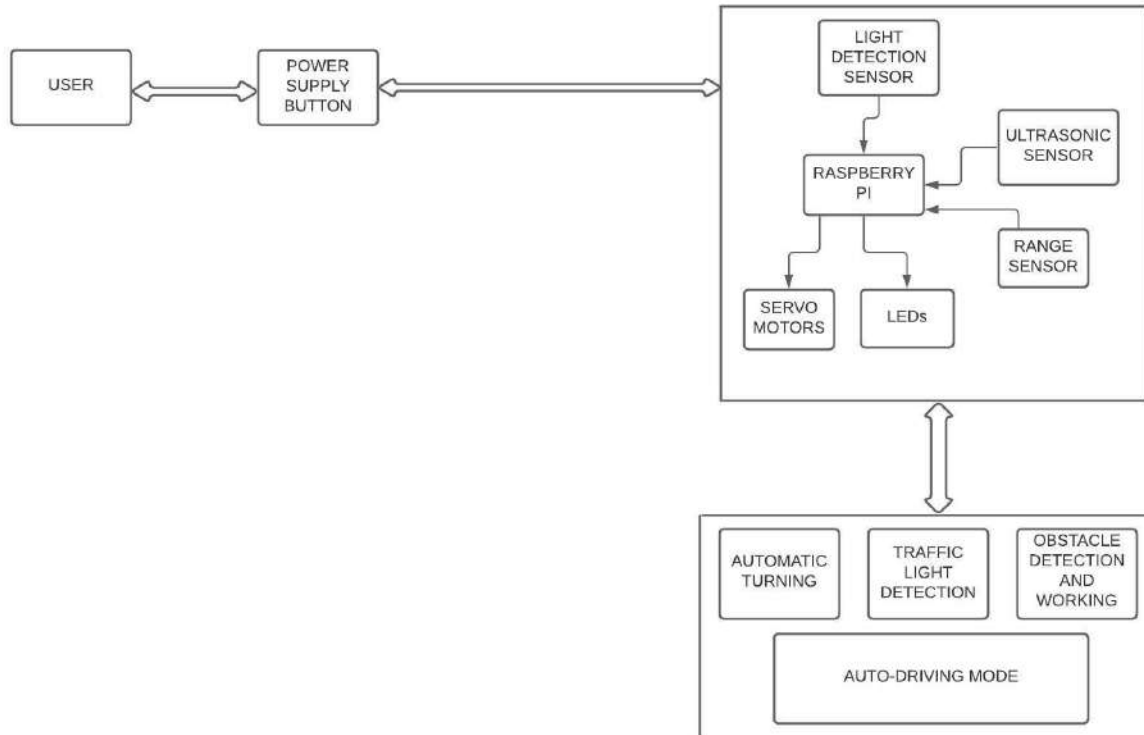 USER
POWER
SUPPLY
BUTTON
LIGHT
DETECTION
SENSOR
ULTRASONIC
SENSOR
RASPBERRY
PI
RANGE
SENSOR
SERVO
MOTORS
LEDs
AUTOMATIC
TURNING
TRAFFIC
LIGHT
DETECTION
OBSTACLE
DETECTION
AND
WORKING
AUTO-DRIVING MODE